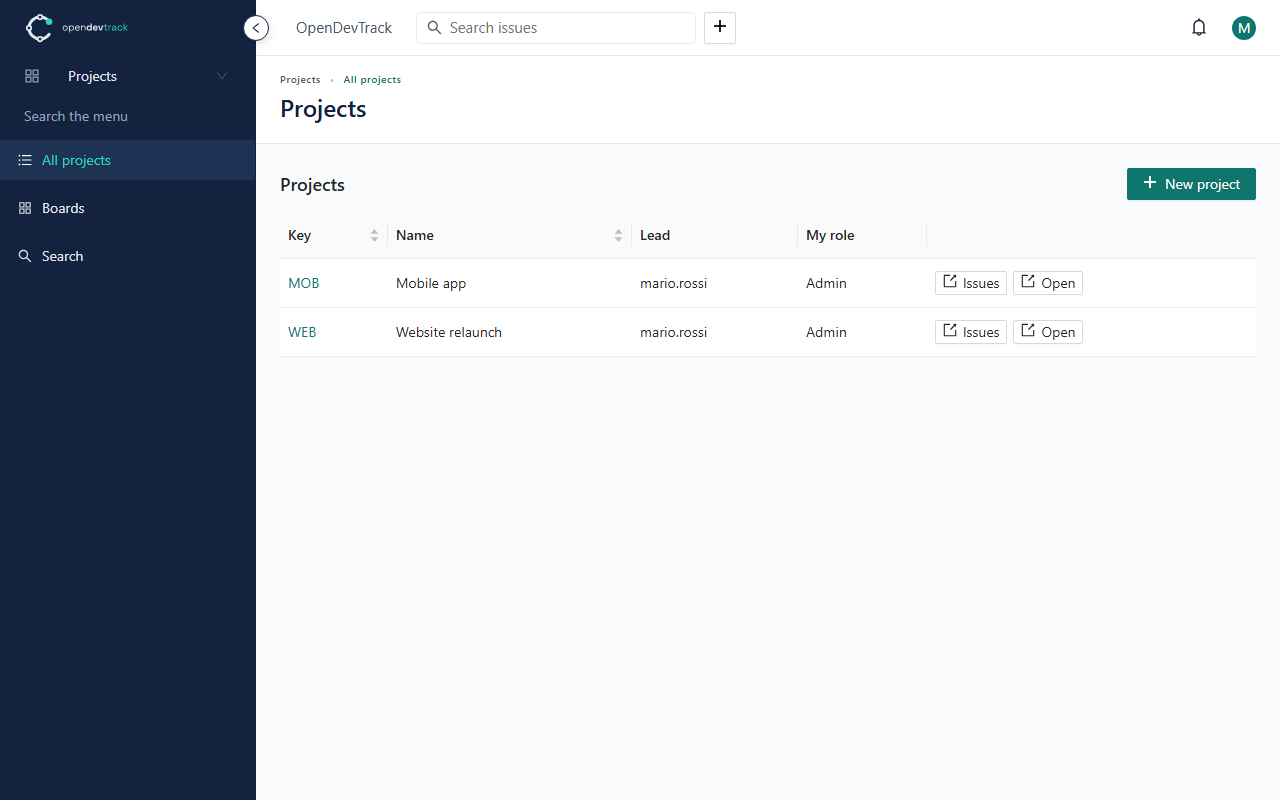 opendevtrack
OpenDevTrack
Search issues
M
Projects
Search the menu
All projects
Boards
Search
Projects › All projects
Projects
Projects
New project
Key Name Lead My role
MOB Mobile app mario.rossi Admin Issues Open
WEB Website relaunch mario.rossi Admin Issues Open